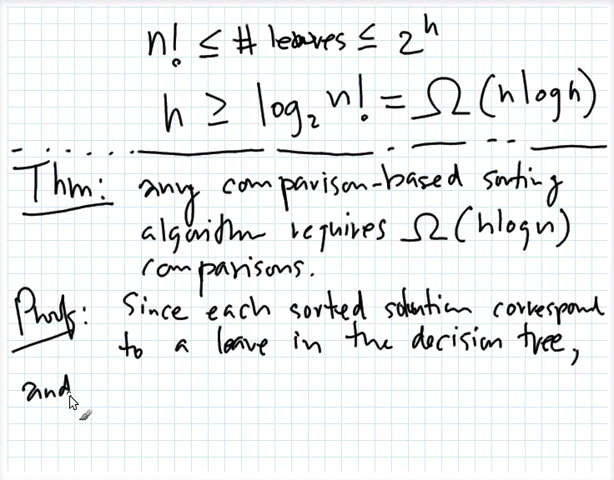 n! ≤ # leaves ≤ 2^h
h ≥ log₂ n! = Ω(n log n)
Thm: any comparison-based sorting
algorithm requires Ω(n log n)
comparisons.
Proof: Since each sorted solution correspond
to a leave in the decision tree,
and